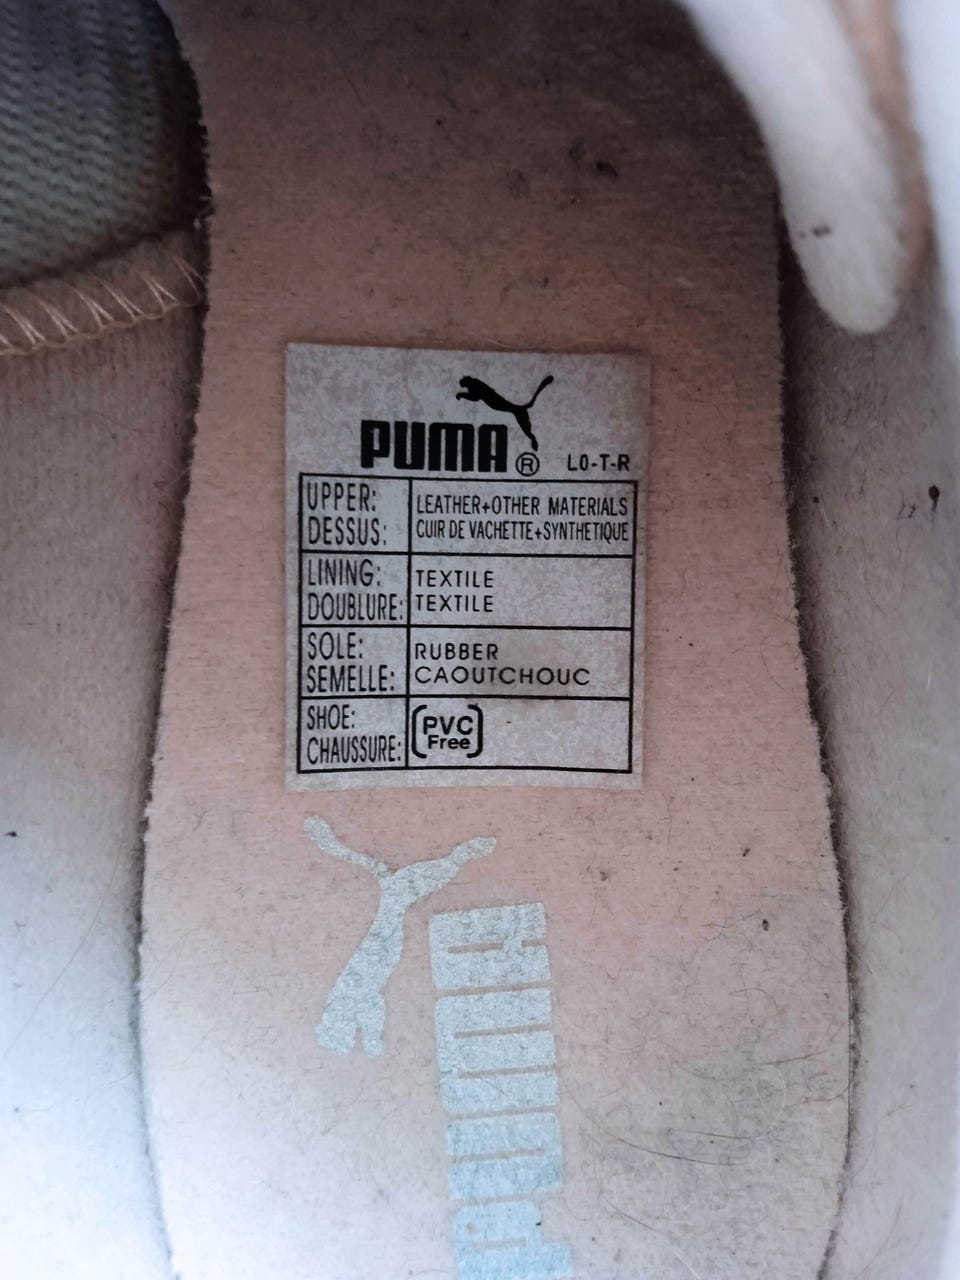 PUMA® LO-T-R
UPPER: LEATHER+OTHER MATERIALS
DESSUS: CUIR DE VACHETTE+SYNTHETIQUE
LINING: TEXTILE
DOUBLURE: TEXTILE
SOLE: RUBBER
SEMELLE: CAOUTCHOUC
SHOE: PVC
CHAUSSURE: Free
PUMA